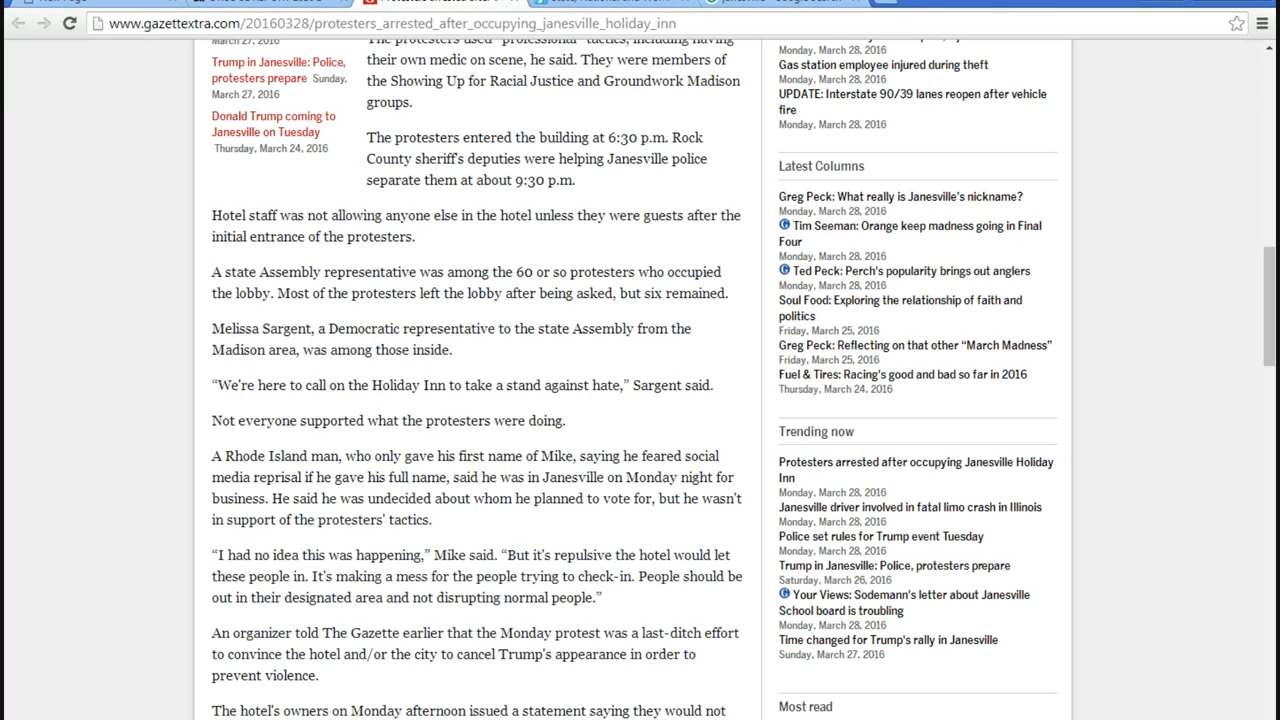 www.gazettextra.com/20160328/protesters_arrested_after_occupying_janesville_holiday_inn
March 27, 2016
Trump in Janesville: Police,
protesters prepare Sunday,
March 27, 2016
Donald Trump coming to
Janesville on Tuesday
Thursday, March 24, 2016
The protesters used "professional" tactics, including having
their own medic on scene, he said. They were members of
the Showing Up for Racial Justice and Groundwork Madison
groups.
The protesters entered the building at 6:30 p.m. Rock
County sheriff's deputies were helping Janesville police
separate them at about 9:30 p.m.
Hotel staff was not allowing anyone else in the hotel unless they were guests after the
initial entrance of the protesters.
A state Assembly representative was among the 60 or so protesters who occupied
the lobby. Most of the protesters left the lobby after being asked, but six remained.
Melissa Sargent, a Democratic representative to the state Assembly from the
Madison area, was among those inside.
“We're here to call on the Holiday Inn to take a stand against hate,” Sargent said.
Not everyone supported what the protesters were doing.
A Rhode Island man, who only gave his first name of Mike, saying he feared social
media reprisal if he gave his full name, said he was in Janesville on Monday night for
business. He said he was undecided about whom he planned to vote for, but he wasn't
in support of the protesters' tactics.
“I had no idea this was happening,” Mike said. “But it's repulsive the hotel would let
these people in. It's making a mess for the people trying to check-in. People should be
out in their designated area and not disrupting normal people.”
An organizer told The Gazette earlier that the Monday protest was a last-ditch effort
to convince the hotel and/or the city to cancel Trump's appearance in order to
prevent violence.
The hotel's owners on Monday afternoon issued a statement saying they would not
Monday, March 28, 2016
Gas station employee injured during theft
Monday, March 28, 2016
UPDATE: Interstate 90/39 lanes reopen after vehicle
fire
Monday, March 28, 2016
Latest Columns
Greg Peck: What really is Janesville’s nickname?
Monday, March 28, 2016
Tim Seeman: Orange keep madness going in Final
Four
Monday, March 28, 2016
Ted Peck: Perch's popularity brings out anglers
Monday, March 28, 2016
Soul Food: Exploring the relationship of faith and
politics
Friday, March 25, 2016
Greg Peck: Reflecting on that other “March Madness”
Friday, March 25, 2016
Fuel & Tires: Racing's good and bad so far in 2016
Thursday, March 24, 2016
Trending now
Protesters arrested after occupying Janesville Holiday
Inn
Monday, March 28, 2016
Janesville driver involved in fatal limo crash in Illinois
Monday, March 28, 2016
Police set rules for Trump event Tuesday
Monday, March 28, 2016
Trump in Janesville: Police, protesters prepare
Saturday, March 26, 2016
Your Views: Sodemann's letter about Janesville
School board is troubling
Monday, March 28, 2016
Time changed for Trump's rally in Janesville
Sunday, March 27, 2016
Most read